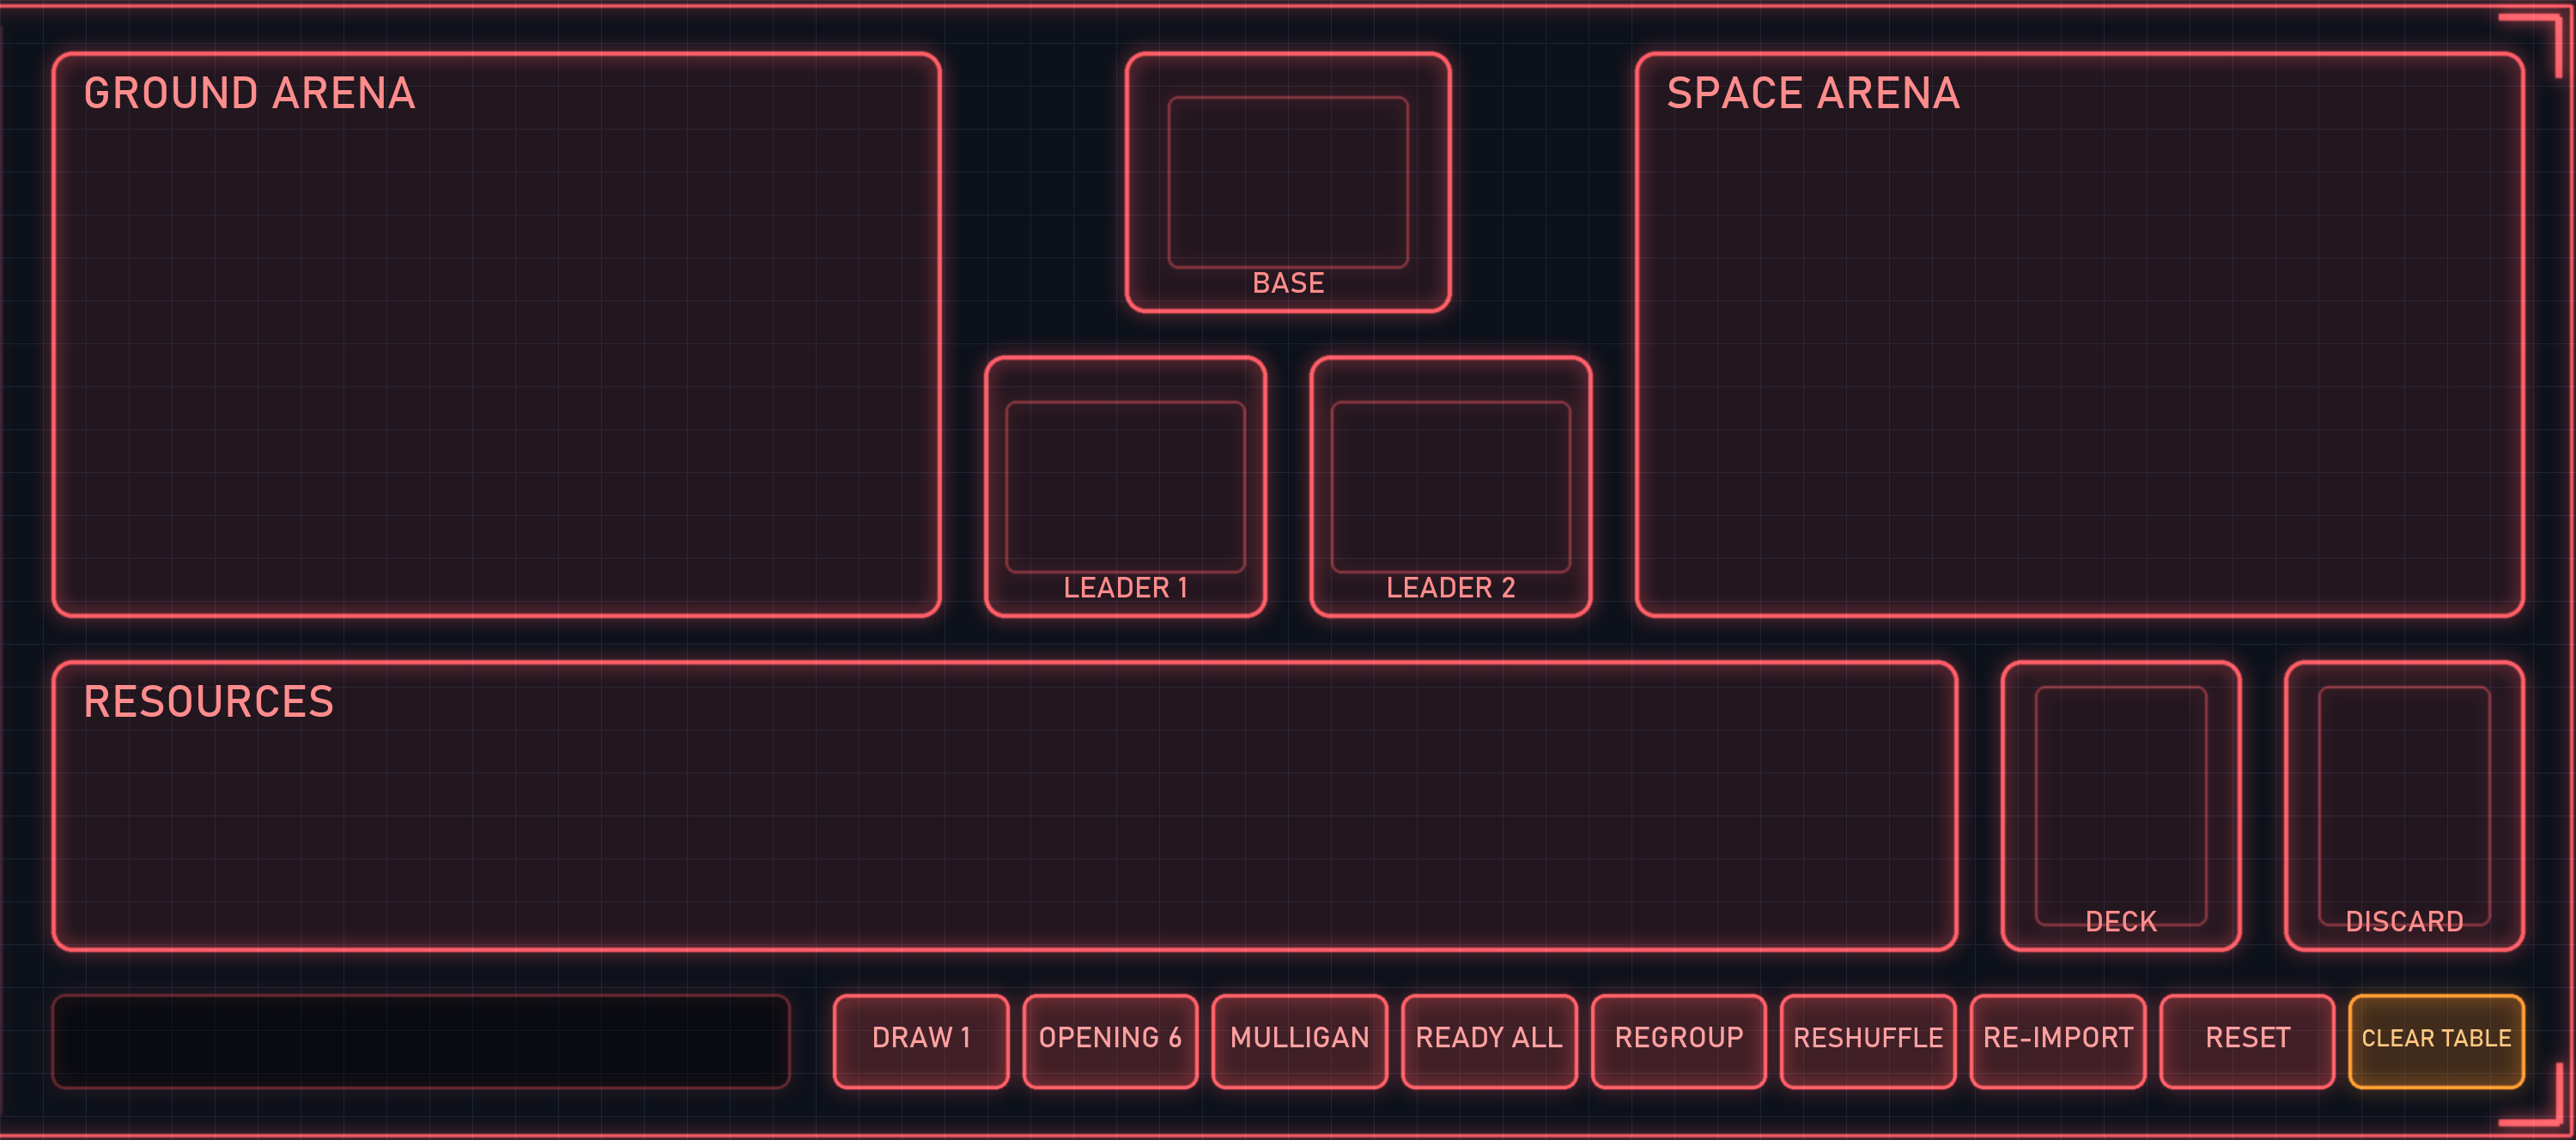 GROUND ARENA
SPACE ARENA
BASE
LEADER 1
LEADER 2
RESOURCES
DECK
DISCARD
DRAW 1
OPENING 6
MULLIGAN
READY ALL
REGROUP
RESHUFFLE
RE-IMPORT
RESET
CLEAR TABLE